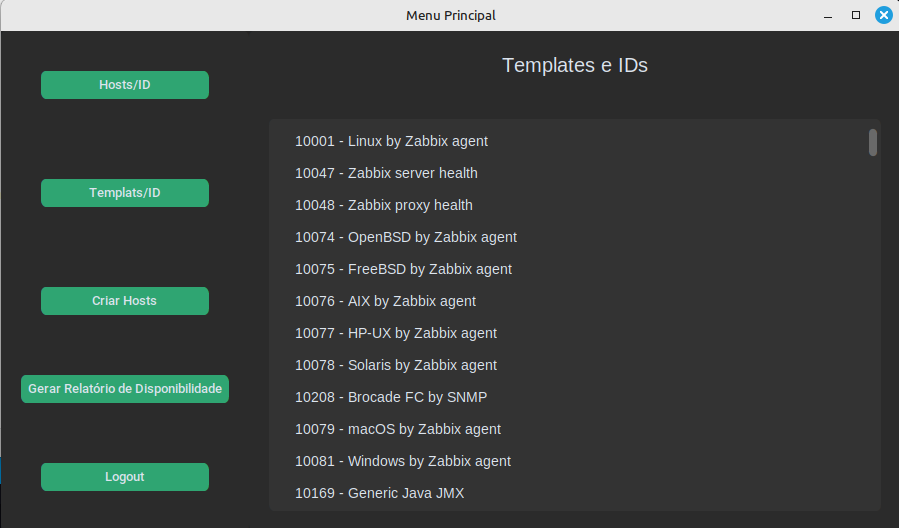 Menu Principal
Hosts/ID
Templats/ID
Criar Hosts
Gerar Relatório de Disponibilidade
Logout
Templates e IDs
10001 - Linux by Zabbix agent
10047 - Zabbix server health
10048 - Zabbix proxy health
10074 - OpenBSD by Zabbix agent
10075 - FreeBSD by Zabbix agent
10076 - AIX by Zabbix agent
10077 - HP-UX by Zabbix agent
10078 - Solaris by Zabbix agent
10208 - Brocade FC by SNMP
10079 - macOS by Zabbix agent
10081 - Windows by Zabbix agent
10169 - Generic Java JMX